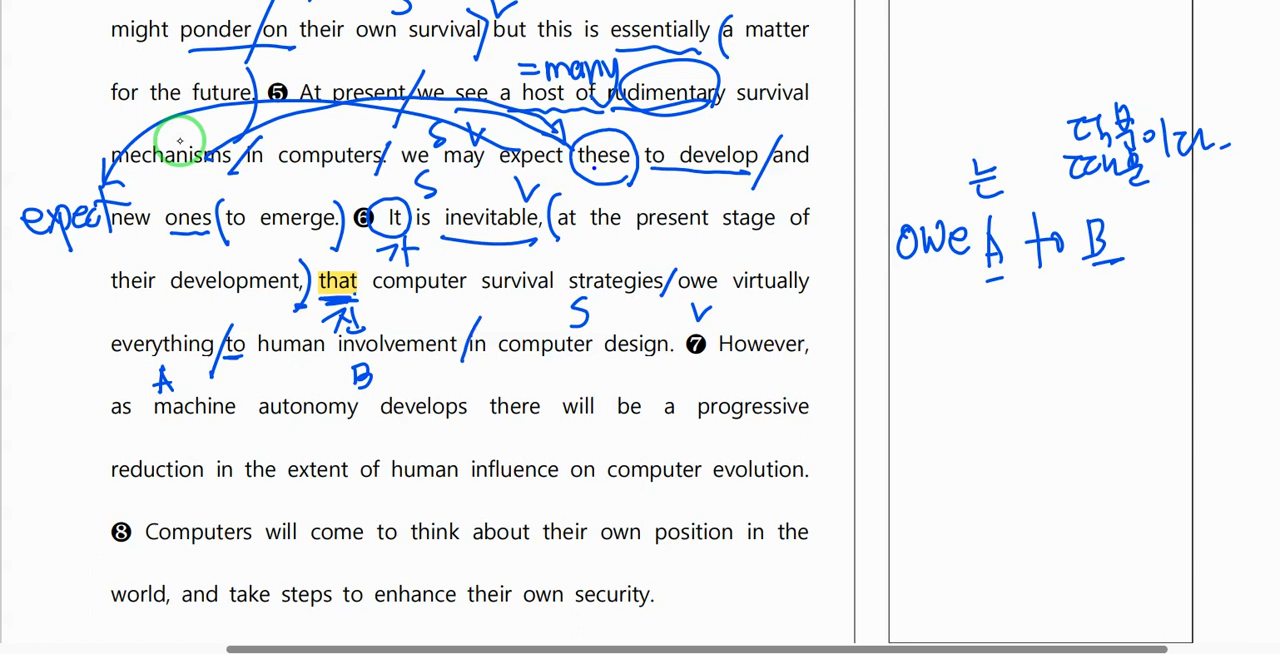 might ponder on their own survival, but this is essentially a matter
= many
for the future. ❺ At present we see a host of rudimentary survival
S V
mechanisms in computers. we may expect these to develop and
S V
expect new ones to emerge. ❻ It is inevitable, at the present stage of
가
their development, that computer survival strategies owe virtually
진 S V
everything to human involvement in computer design. ❼ However,
A B
as machine autonomy develops there will be a progressive
reduction in the extent of human influence on computer evolution.
❽ Computers will come to think about their own position in the
world, and take steps to enhance their own security.
는
owe A to B